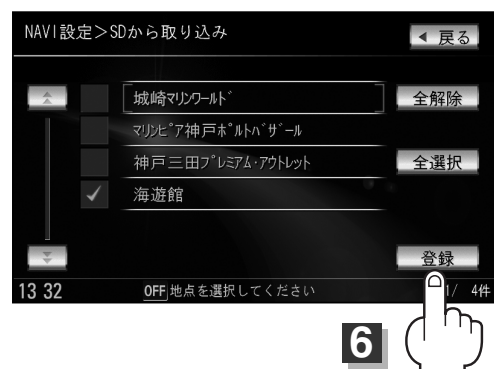 NAVI設定＞SDから取り込み
◀ 戻る
城崎ﾏﾘﾝﾜｰﾙﾄﾞ
全解除
ﾏﾘﾝﾋﾟｱ神戸ﾎﾟﾙﾄﾊﾞｻﾞｰﾙ
神戸三田ﾌﾟﾚﾐｱﾑ･ｱｳﾄﾚｯﾄ
全選択
海遊館
登録
13 32
OFF 地点を選択してください
1/ 4件
6